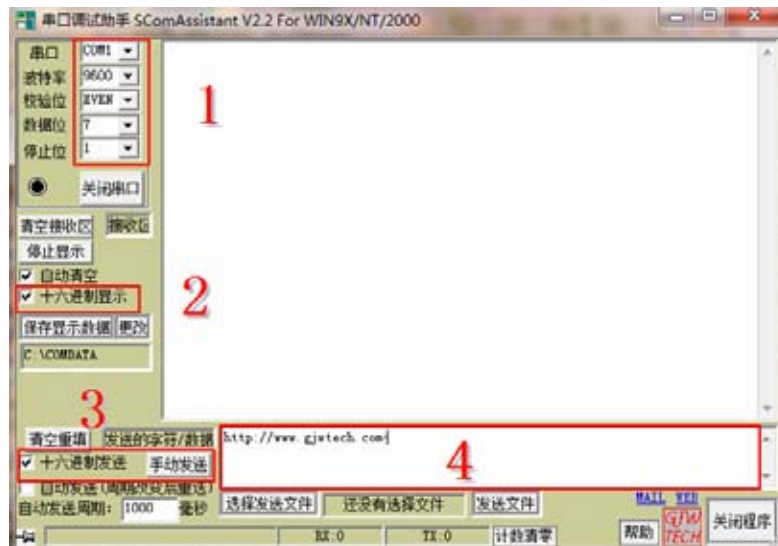 串口调试助手 SComAssistant V2.2 For WIN9X/NT/2000
串口 COM1
波特率 9600
校验位 EVEN
数据位 7
停止位 1
关闭串口
1
清空接收区 接收区
停止显示
自动清空
十六进制显示
2
保存显示数据 更改
C:\COMDATA
3
清空重填 发送的字符/数据
http://www.gjwtech.com
十六进制发送 手动发送
4
自动发送(周期改变后重送)
自动发送周期: 1000 毫秒
选择发送文件 还没有选择文件 发送文件
MAIL WEB
RX:0 TX:0 计数清零
帮助 GJW TECH 关闭程序